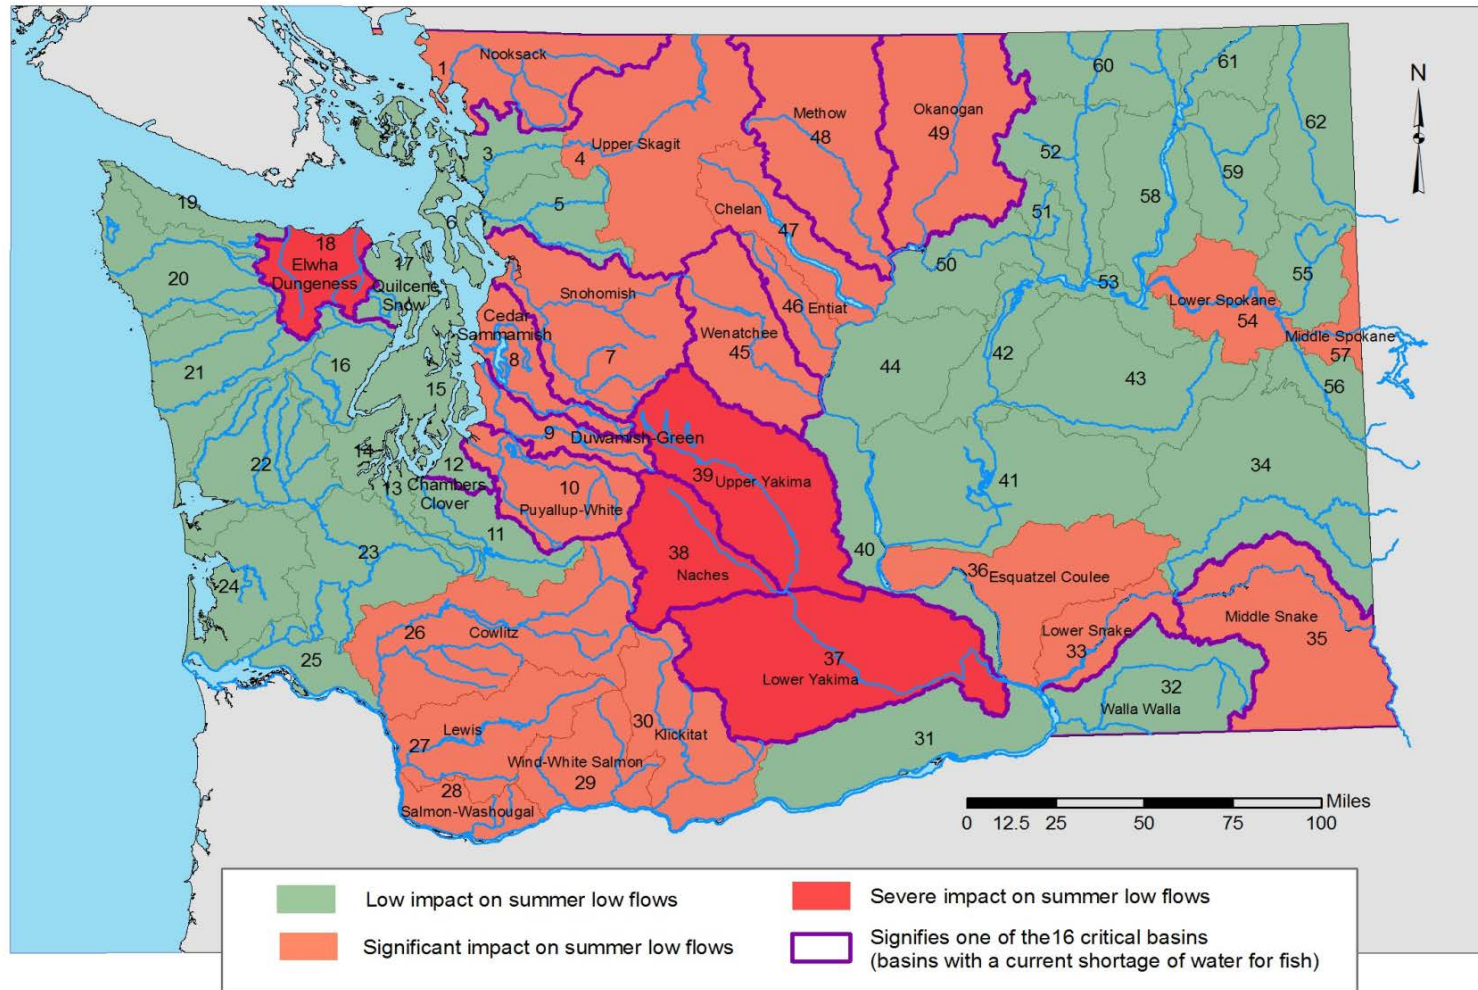 1
Nooksack
60
61
N
2
3
4
Upper Skagit
Methow
48
Okanogan
49
62
52
59
58
5
6
Chelan
47
51
19
18
Elwha
Dungeness
17
Quilcene
Snow
50
53
55
20
Snohomish
7
46
Entiat
Wenatchee
45
Lower Spokane
54
Middle Spokane
57
56
Cedar
Sammamish
8
44
42
43
21
16
15
9
Duwamish-Green
22
14
13
12
Chambers
Clover
10
Puyallup-White
39
Upper Yakima
41
34
11
23
38
Naches
40
36
Esquatzel Coulee
24
26
Cowlitz
Lower Snake
33
Middle Snake
35
25
37
Lower Yakima
32
Walla Walla
27
Lewis
30
Klickitat
31
Wind-White Salmon
29
28
Salmon-Washougal
Miles
0 12.5 25 50 75 100
Low impact on summer low flows
Severe impact on summer low flows
Significant impact on summer low flows
Signifies one of the16 critical basins
(basins with a current shortage of water for fish)